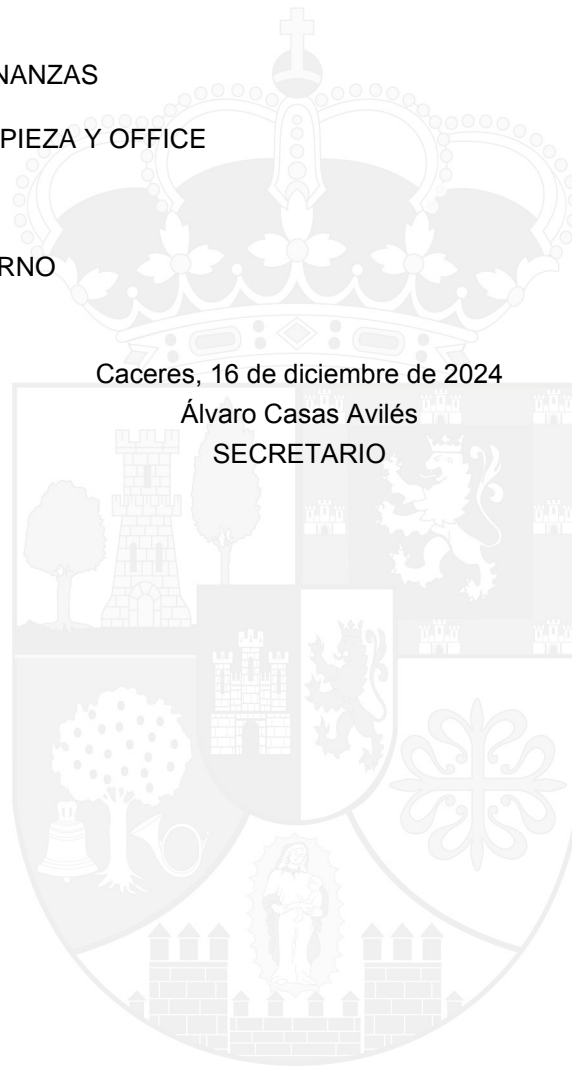 NANZAS
PIEZA Y OFFICE
RNO
Caceres, 16 de diciembre de 2024
Álvaro Casas Avilés
SECRETARIO